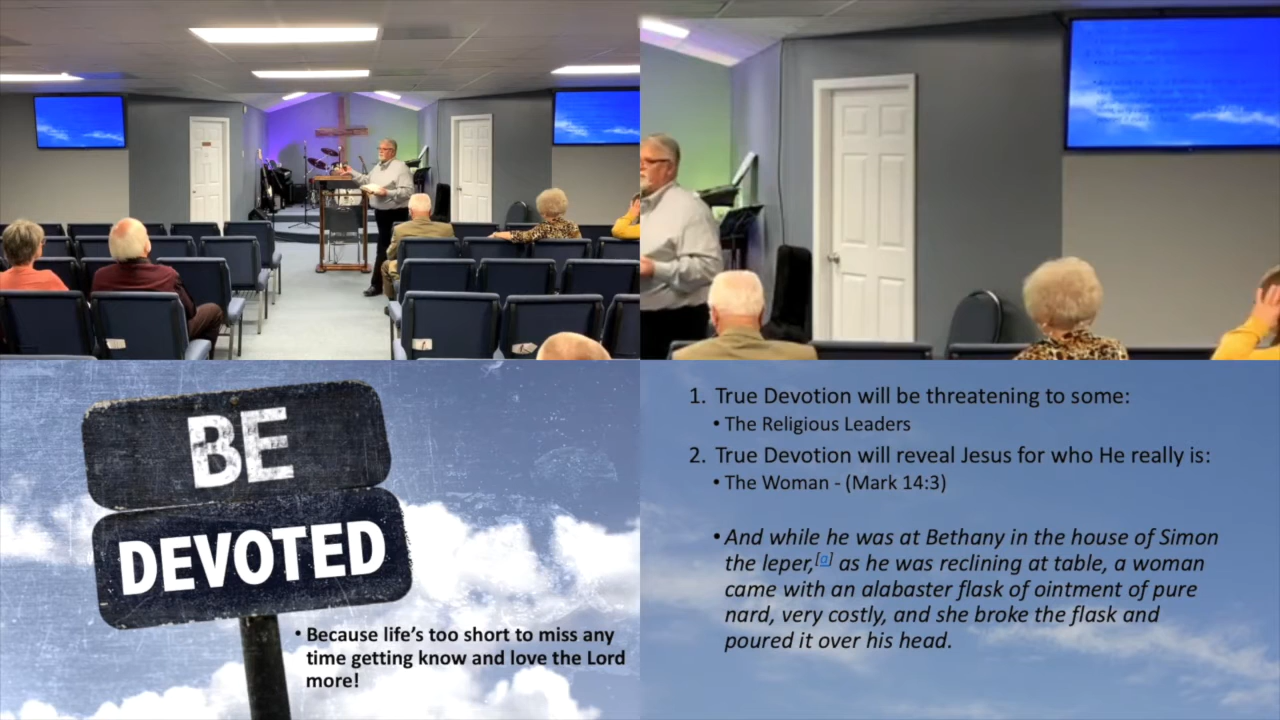 BE
DEVOTED
• Because life's too short to miss any
time getting know and love the Lord
more!
1. True Devotion will be threatening to some:
• The Religious Leaders
2. True Devotion will reveal Jesus for who He really is:
• The Woman - (Mark 14:3)
• And while he was at Bethany in the house of Simon
the leper,[a] as he was reclining at table, a woman
came with an alabaster flask of ointment of pure
nard, very costly, and she broke the flask and
poured it over his head.